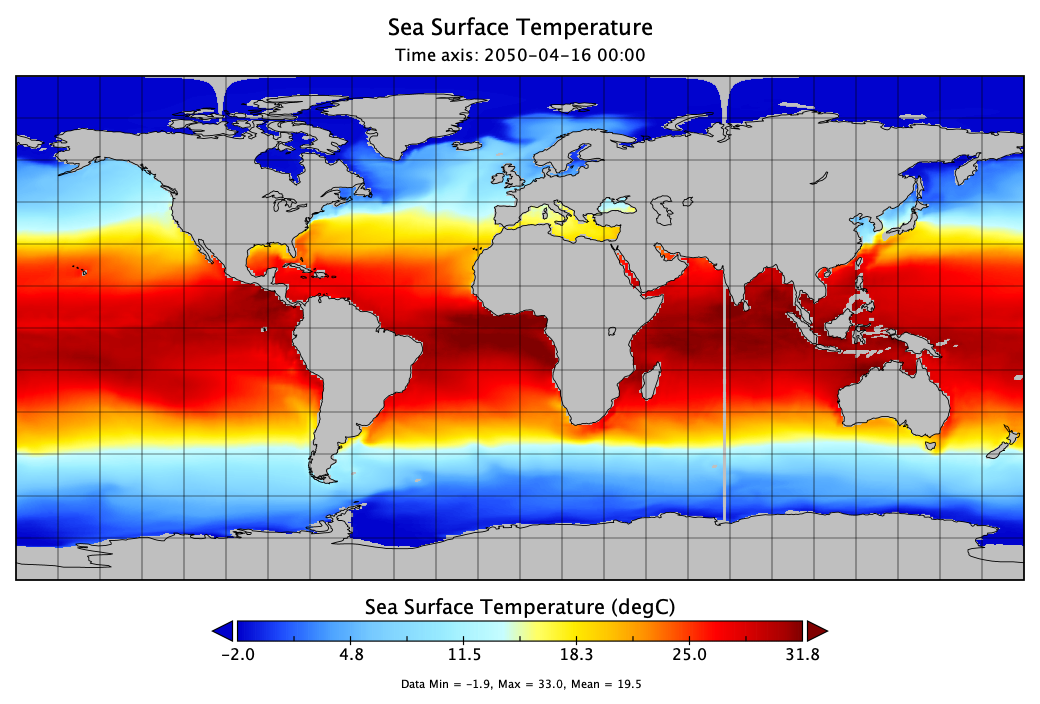 Sea Surface Temperature
Time axis: 2050-04-16 00:00
Sea Surface Temperature (degC)
−2.0 4.8 11.5 18.3 25.0 31.8
Data Min = −1.9, Max = 33.0, Mean = 19.5